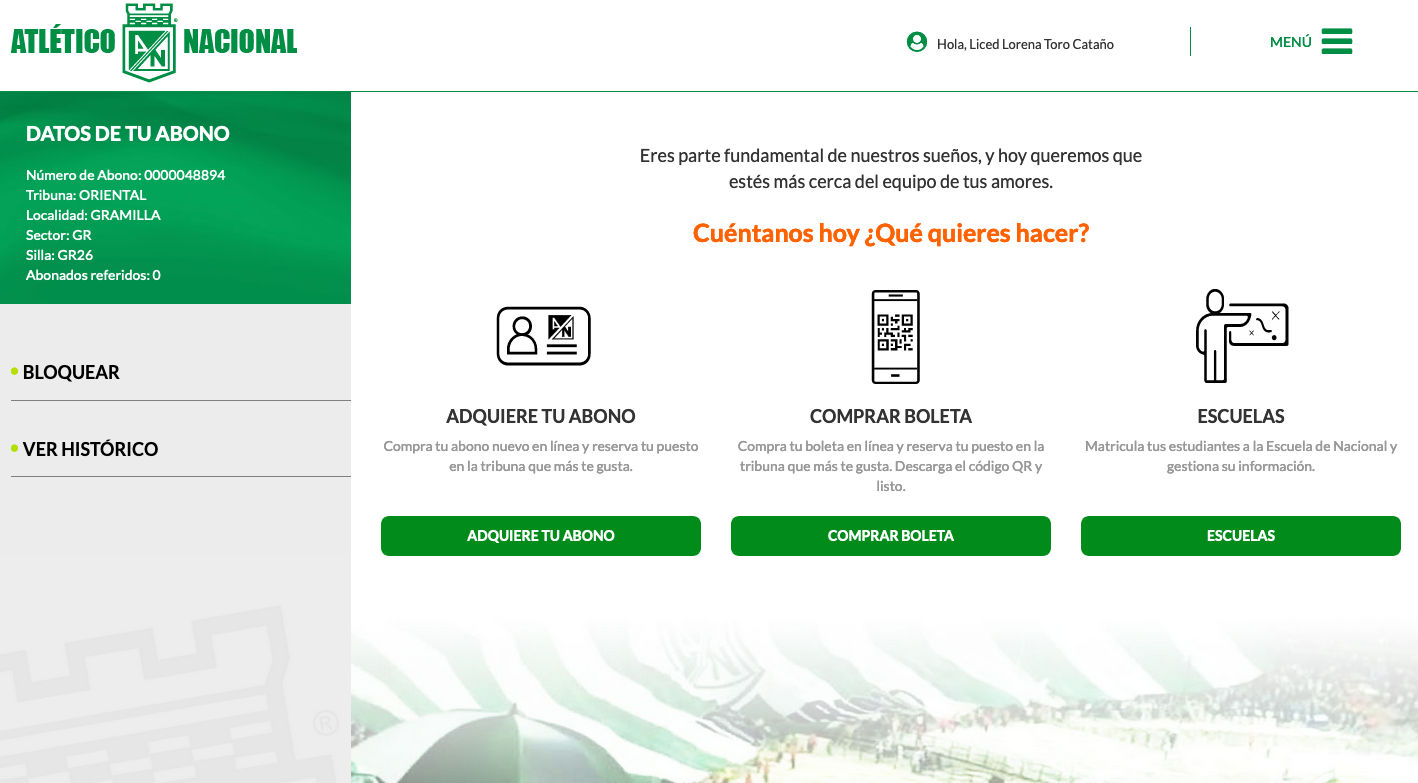 ATLÉTICO NACIONAL
Hola, Liced Lorena Toro Cataño
MENÚ
DATOS DE TU ABONO
Número de Abono: 0000048894
Tribuna: ORIENTAL
Localidad: GRAMILLA
Sector: GR
Silla: GR26
Abonados referidos: 0
BLOQUEAR
VER HISTÓRICO
Eres parte fundamental de nuestros sueños, y hoy queremos que
estés más cerca del equipo de tus amores.
Cuéntanos hoy ¿Qué quieres hacer?
ADQUIERE TU ABONO
Compra tu abono nuevo en línea y reserva tu puesto
en la tribuna que más te gusta.
ADQUIERE TU ABONO
COMPRAR BOLETA
Compra tu boleta en línea y reserva tu puesto en la
tribuna que más te gusta. Descarga el código QR y
listo.
COMPRAR BOLETA
ESCUELAS
Matricula tus estudiantes a la Escuela de Nacional y
gestiona su información.
ESCUELAS
®